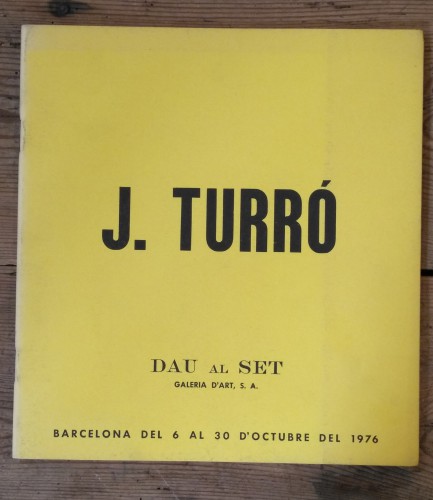 J. TURRÓ
DAU AL SET
GALERIA D'ART, S. A.
BARCELONA DEL 6 AL 30 D'OCTUBRE DEL 1976